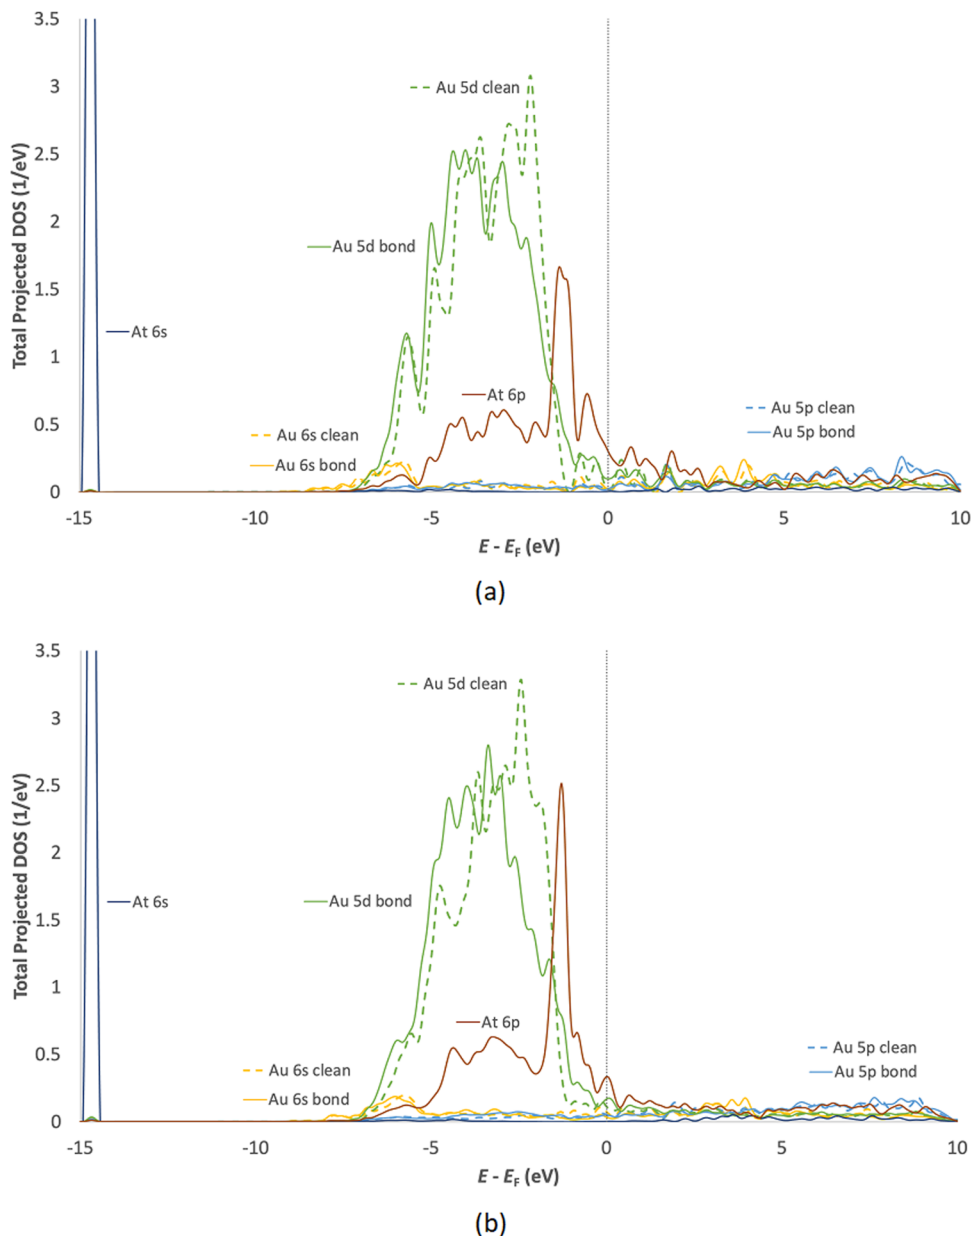 (a)
3.5
3
2.5
2
1.5
1
0.5
0
Total Projected DOS (1/eV)
Au 5d clean
Au 5d bond
At 6s
At 6p
Au 6s clean
Au 6s bond
Au 5p clean
Au 5p bond
-15
-10
-5
0
5
10
E - EF (eV)
(a)
3.5
3
2.5
2
1.5
1
0.5
0
Total Projected DOS (1/eV)
Au 5d clean
Au 5d bond
At 6s
At 6p
Au 6s clean
Au 6s bond
Au 5p clean
Au 5p bond
-15
-10
-5
0
5
10
E - EF (eV)
(b)